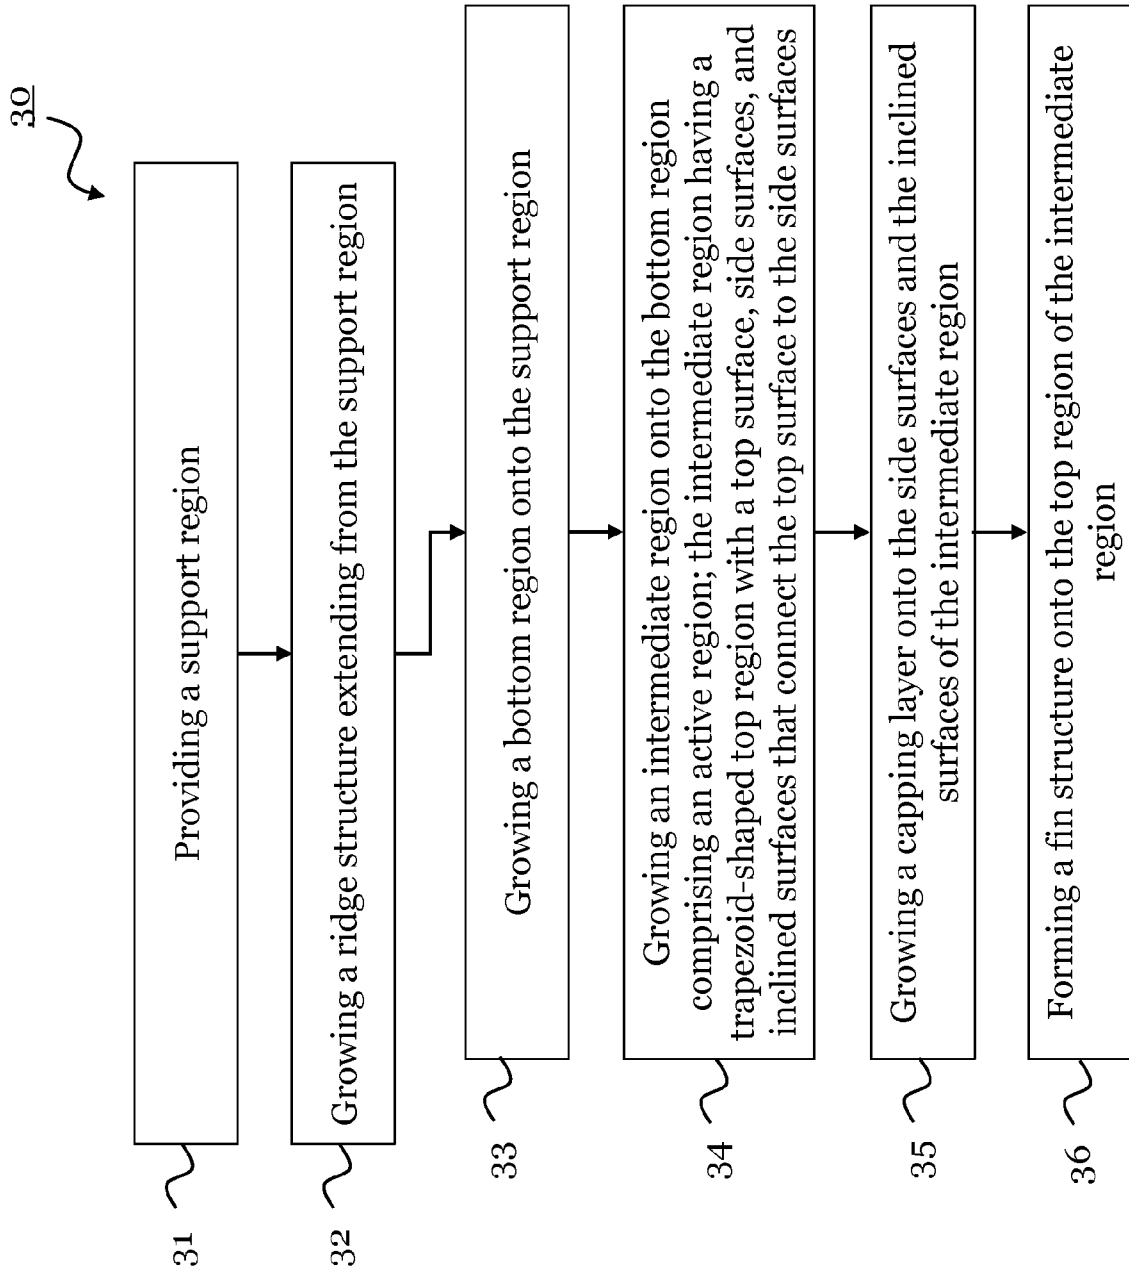 30
31
Providing a support region
32
Growing a ridge structure extending from the support region
33
Growing a bottom region onto the support region
34
Growing an intermediate region onto the bottom region
comprising an active region; the intermediate region having a
trapezoid-shaped top region with a top surface, side surfaces, and
inclined surfaces that connect the top surface to the side surfaces
35
Growing a capping layer onto the side surfaces and the inclined
surfaces of the intermediate region
36
Forming a fin structure onto the top region of the intermediate
region